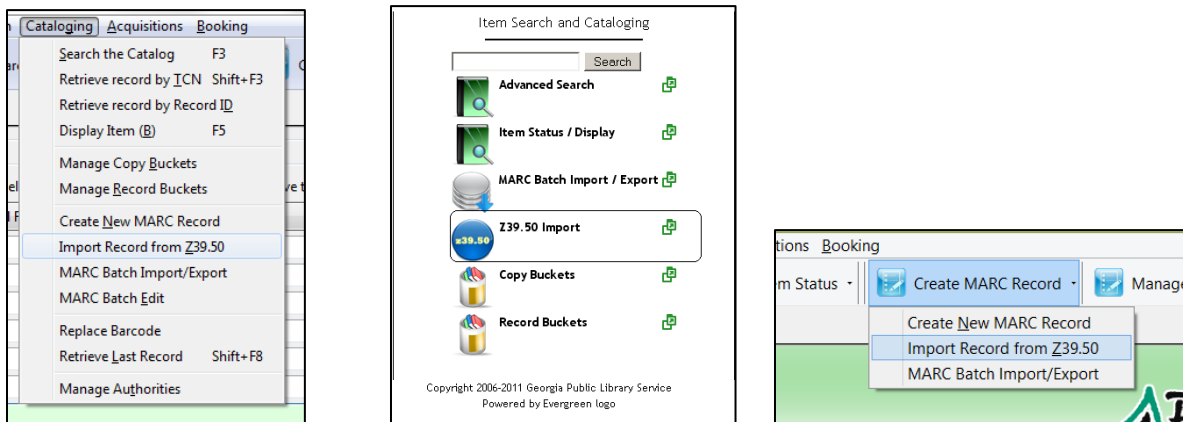 Cataloging Acquisitions Booking
Search the Catalog F3
Retrieve record by TCN Shift+F3
Retrieve record by Record ID
Display Item (B) F5
Manage Copy Buckets
Manage Record Buckets
Create New MARC Record
Import Record from Z39.50
MARC Batch Import/Export
MARC Batch Edit
Replace Barcode
Retrieve Last Record Shift+F8
Manage Authorities
Item Search and Cataloging
Search
Advanced Search
Item Status / Display
MARC Batch Import / Export
z39.50
Z39.50 Import
Copy Buckets
Record Buckets
Copyright 2006-2011 Georgia Public Library Service
Powered by Evergreen logo
tions Booking
m Status Create MARC Record Manage
Create New MARC Record
Import Record from Z39.50
MARC Batch Import/Export